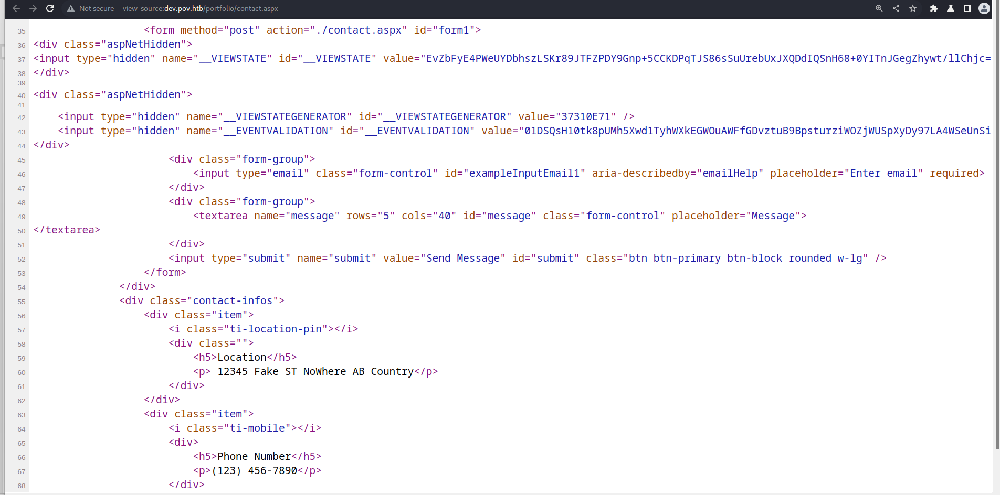 Not secure | view-source:dev.pov.htb/portfolio/contact.aspx
35 <form method="post" action="./contact.aspx" id="form1">
36 <div class="aspNetHidden">
37 <input type="hidden" name="__VIEWSTATE" id="__VIEWSTATE" value="EvZbFyE4PWeUYDbhszLSKr89JTFZPDY9Gnp+5CCKDPqTJS86sSuUrebUxJXQDdIQSnH68+0YITnJGegZhywt/llChjc=
38 </div>
39
40 <div class="aspNetHidden">
41
42 <input type="hidden" name="__VIEWSTATEGENERATOR" id="__VIEWSTATEGENERATOR" value="37310E71" />
43 <input type="hidden" name="__EVENTVALIDATION" id="__EVENTVALIDATION" value="01DSQsH10tk8pUMh5Xwd1TyhWXkEGWOuAWFfGDvztuB9BpsturziWOZjWUSpXyDy97LA4WSeUnSi
44 </div>
45 <div class="form-group">
46 <input type="email" class="form-control" id="exampleInputEmail1" aria-describedby="emailHelp" placeholder="Enter email" required>
47 </div>
48 <div class="form-group">
49 <textarea name="message" rows="5" cols="40" id="message" class="form-control" placeholder="Message">
50 </textarea>
51 </div>
52 <input type="submit" name="submit" value="Send Message" id="submit" class="btn btn-primary btn-block rounded w-lg" />
53 </form>
54 </div>
55 <div class="contact-infos">
56 <div class="item">
57 <i class="ti-location-pin"></i>
58 <div class="">
59 <h5>Location</h5>
60 <p> 12345 Fake ST NoWhere AB Country</p>
61 </div>
62 </div>
63 <div class="item">
64 <i class="ti-mobile"></i>
65 <div>
66 <h5>Phone Number</h5>
67 <p>(123) 456-7890</p>
68 </div>